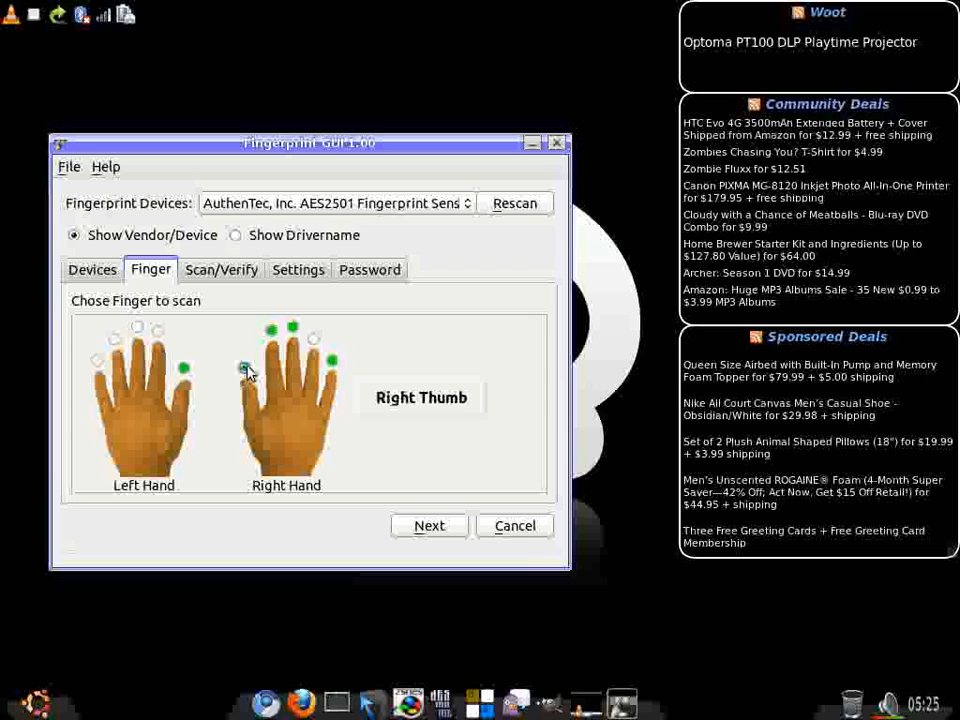 Woot
Optoma PT100 DLP Playtime Projector
Community Deals
HTC Evo 4G 3500mAh Extended Battery + Cover
Shipped from Amazon for $12.99 + free shipping
Zombies Chasing You? T-Shirt for $4.99
Zombie Fluxx for $12.51
Canon PIXMA MG-8120 Inkjet Photo All-In-One Printer
for $179.95 + free shipping
Cloudy with a Chance of Meatballs - Blu-ray DVD
Combo for $9.99
Home Brewer Starter Kit and Ingredients (Up to
$127.80 Value) for $64.00
Archer: Season 1 DVD for $14.99
Amazon: Huge MP3 Albums Sale - 35 New $0.99 to
$3.99 MP3 Albums
Sponsored Deals
Queen Size Airbed with Built-In Pump and Memory
Foam Topper for $79.99 + $5.00 shipping
Nike All Court Canvas Men's Casual Shoe -
Obsidian/White for $29.98 + shipping
Set of 2 Plush Animal Shaped Pillows (18") for $19.99
+ $3.99 shipping
Men's Unscented ROGAINE® Foam (4-Month Super
Saver—42% Off; Act Now, Get $15 Off Retail!) for
$44.95 + shipping
Three Free Greeting Cards + Free Greeting Card
Membership
Fingerprint GUI 1.00
File Help
Fingerprint Devices: AuthenTec, Inc. AES2501 Fingerprint Sens Rescan
Show Vendor/Device Show Drivername
Devices Finger Scan/Verify Settings Password
Chose Finger to scan
Right Thumb
Left Hand Right Hand
Next Cancel
05:25